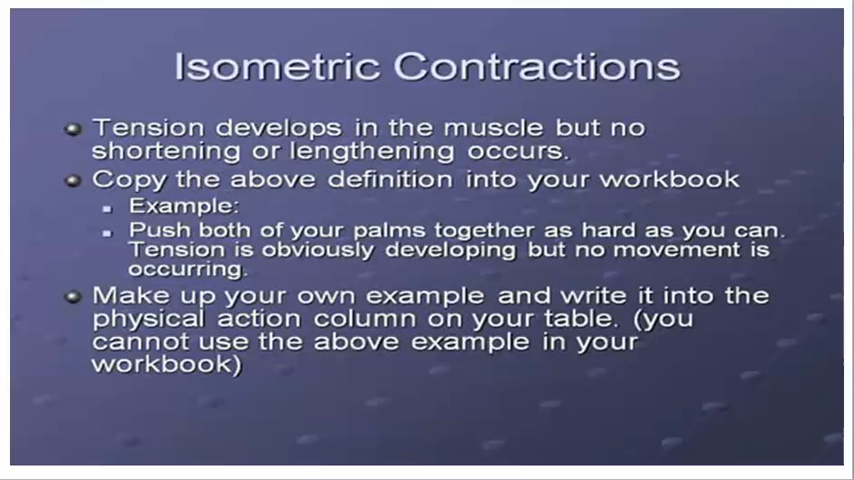 Isometric Contractions
Tension develops in the muscle but no
shortening or lengthening occurs.
Copy the above definition into your workbook
Example:
Push both of your palms together as hard as you can.
Tension is obviously developing but no movement is
occurring.
Make up your own example and write it into the
physical action column on your table. (you
cannot use the above example in your
workbook)